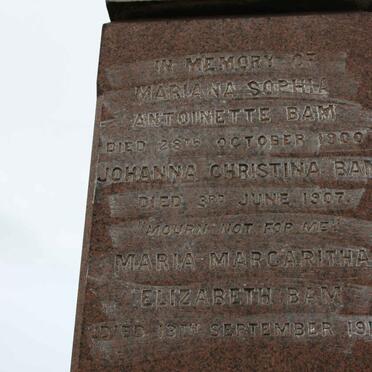 IN MEMORY OF
MARIANA SOPHIA
ANTOINETTE BAM
DIED 28TH OCTOBER 1900
JOHANNA CHRISTINA BAM
DIED 3RD JUNE 1907.
"MOURN NOT FOR ME"
MARIA MARGARITHA
ELIZABETH BAM
DIED 13TH SEPTEMBER